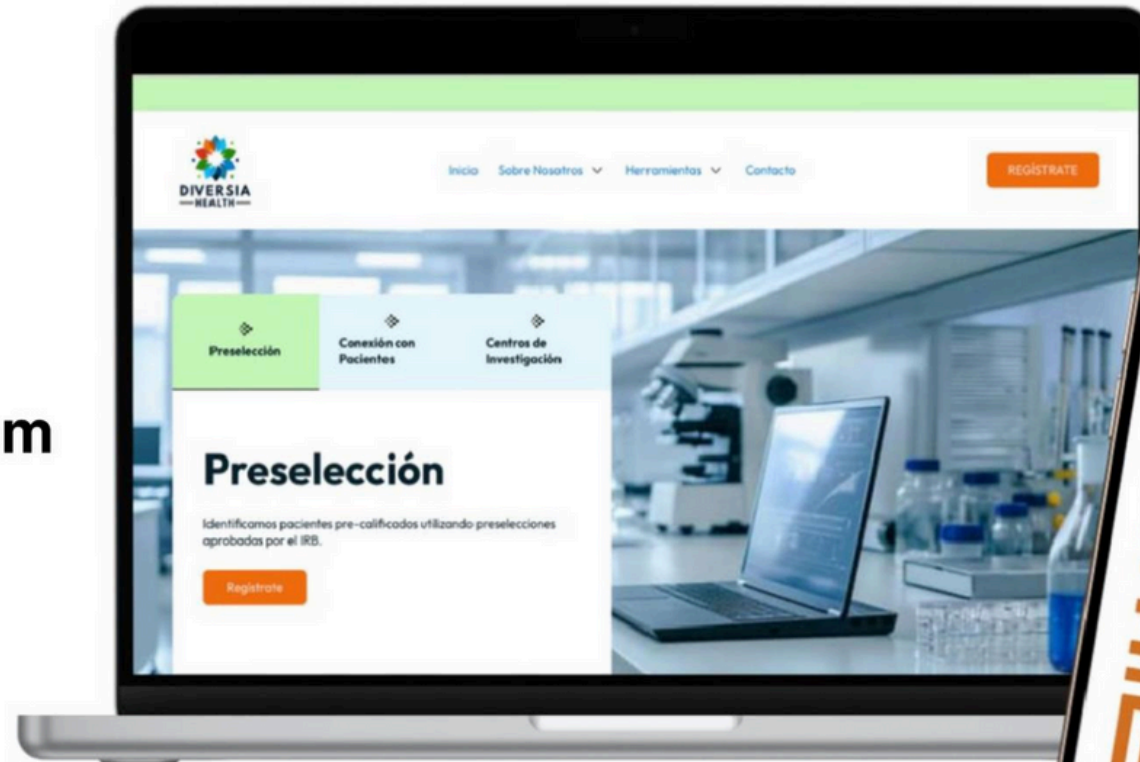 DIVERSIA
HEALTH
Inicio Sobre Nosotros Herramientas Contacto
REGÍSTRATE
Preselección
Conexión con
Pacientes
Centros de
Investigación
m
Preselección
Identificamos pacientes pre-calificados utilizando preselecciones
aprobadas por el IRB.
Regístrate